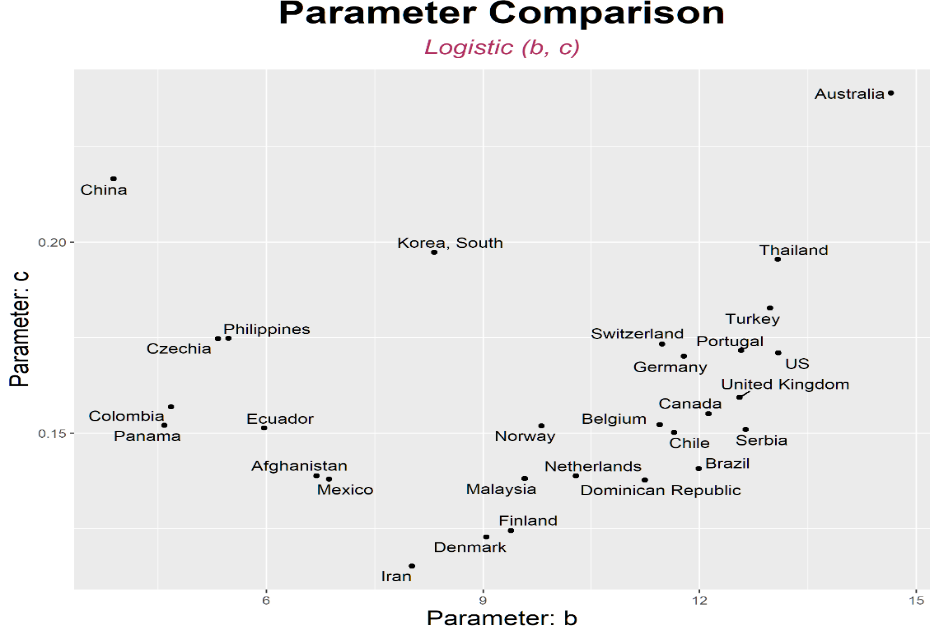 Parameter Comparison
Logistic (b, c)
Australia
China
0.20
Korea, South
Thailand
Turkey
Philippines
Switzerland
Portugal
Czechia
US
Germany
United Kingdom
Canada
Colombia
Ecuador
Belgium
0.15
Panama
Norway
Chile
Serbia
Afghanistan
Netherlands
Brazil
Mexico
Malaysia
Dominican Republic
Finland
Denmark
Iran
6
9
12
15
Parameter: b
Parameter: c